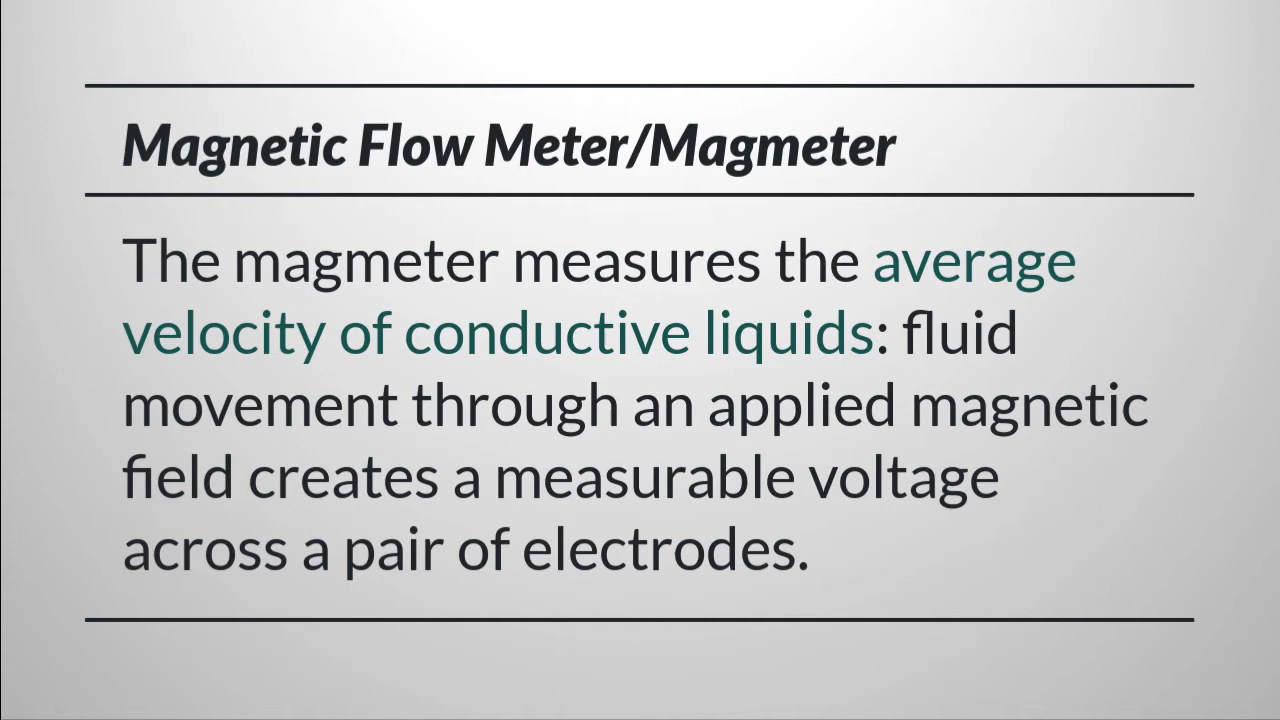 Magnetic Flow Meter/Magmeter
The magmeter measures the average
velocity of conductive liquids: fluid
movement through an applied magnetic
field creates a measurable voltage
across a pair of electrodes.